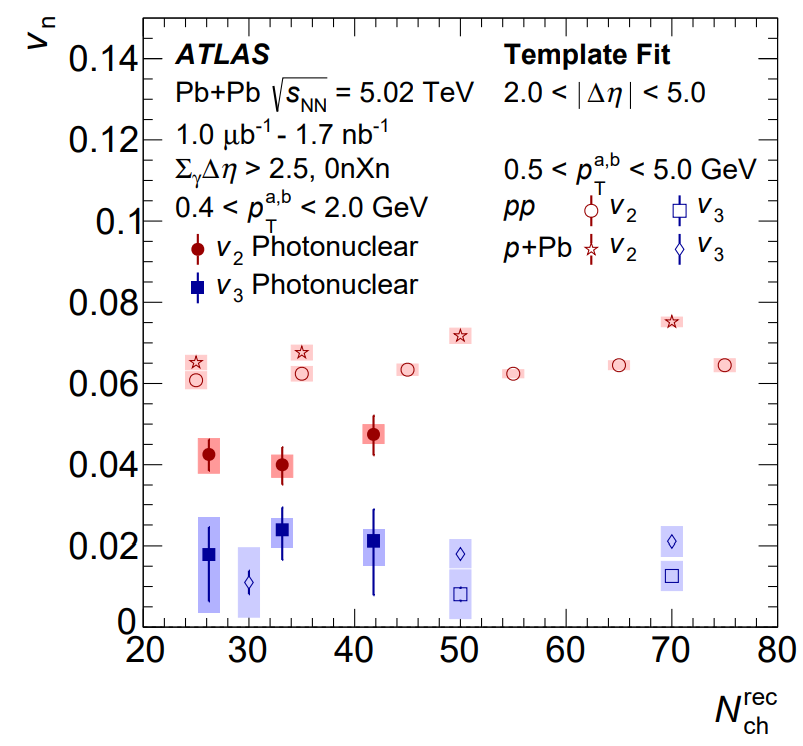 vₙ
ATLAS
Pb+Pb √sNN = 5.02 TeV
1.0 μb⁻¹ - 1.7 nb⁻¹
ΣγΔη > 2.5, 0nXn
0.4 < pTᵃ,ᵇ < 2.0 GeV
v₂ Photonuclear
v₃ Photonuclear
Template Fit
2.0 < |Δη| < 5.0
0.5 < pTᵃ,ᵇ < 5.0 GeV
pp v₂ v₃
p+Pb v₂ v₃
0.14
0.12
0.1
0.08
0.06
0.04
0.02
0
20 30 40 50 60 70 80
Nchʳᵉᶜ